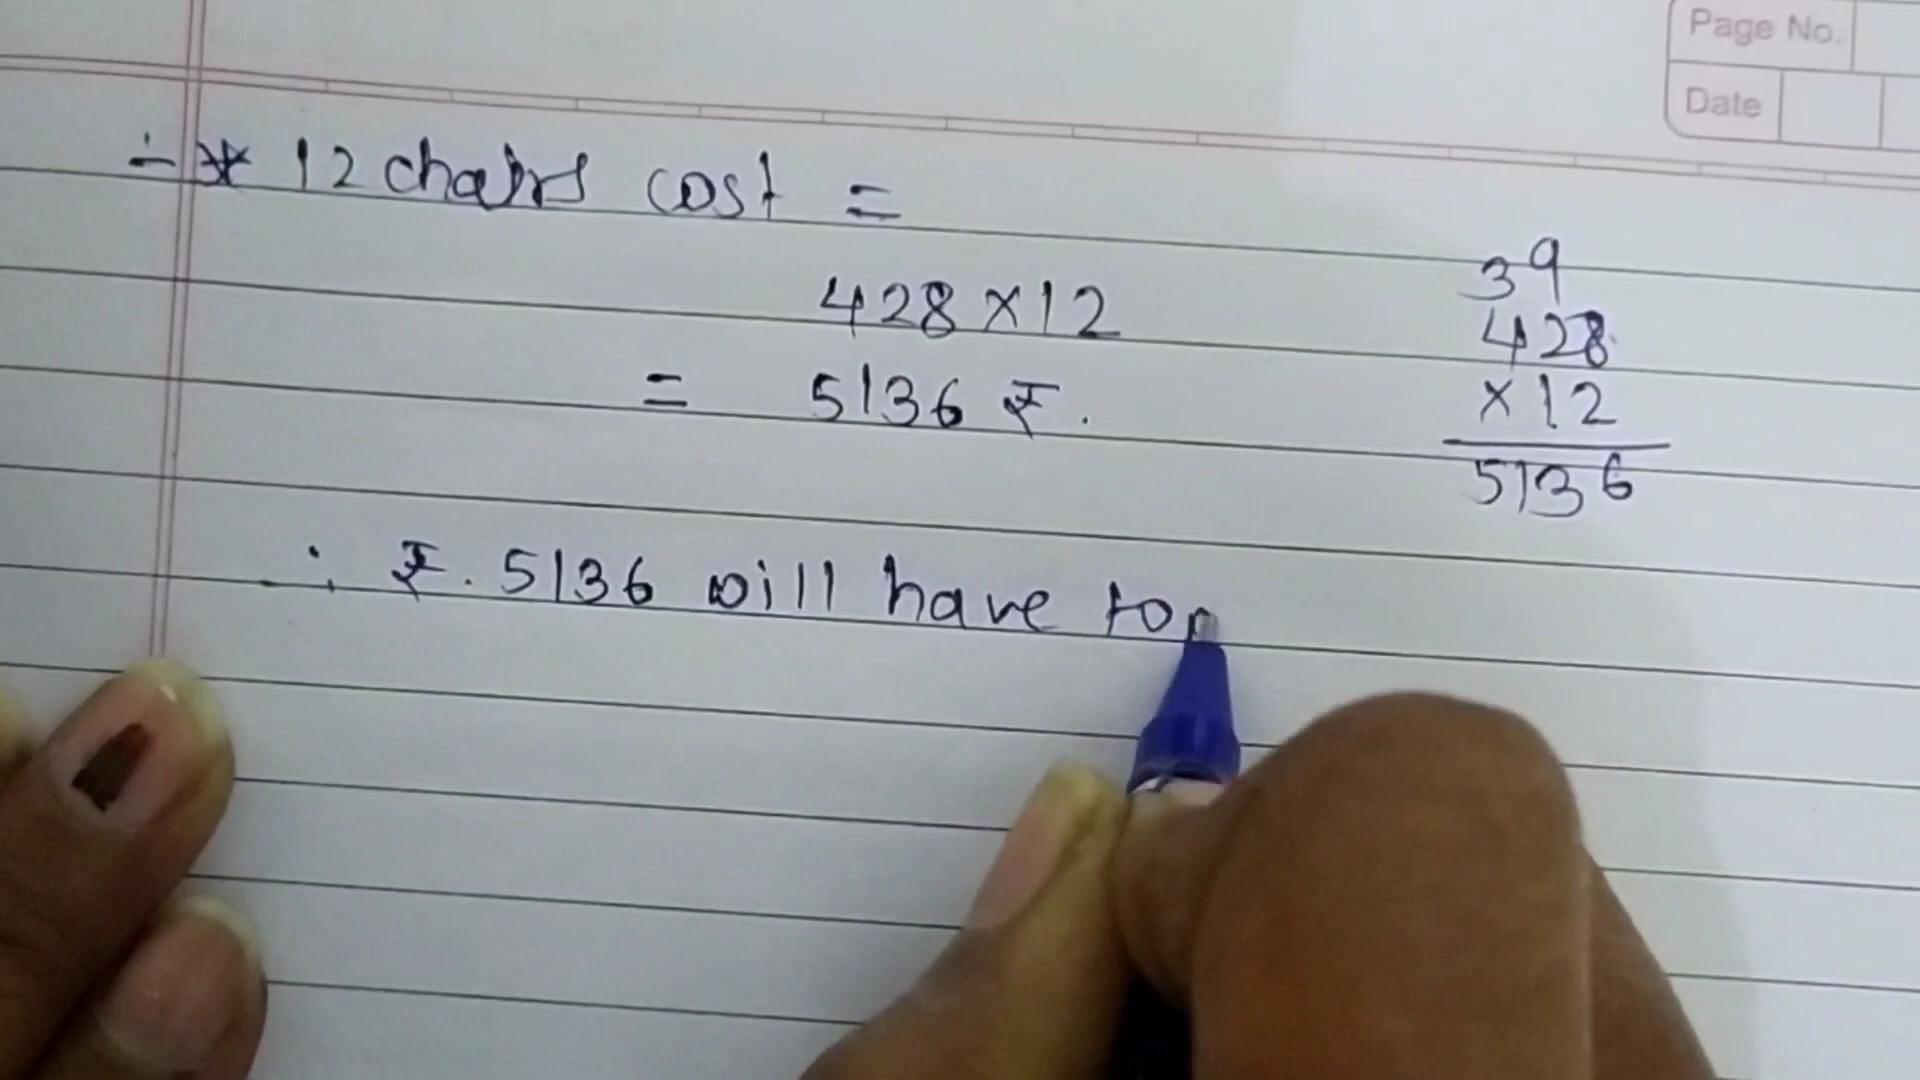 Page No.
Date
∴ * 12 chairs cost =
428 × 12
= 5136 ₹.
39
428
× 12
5136
∴ ₹. 5136 will have to